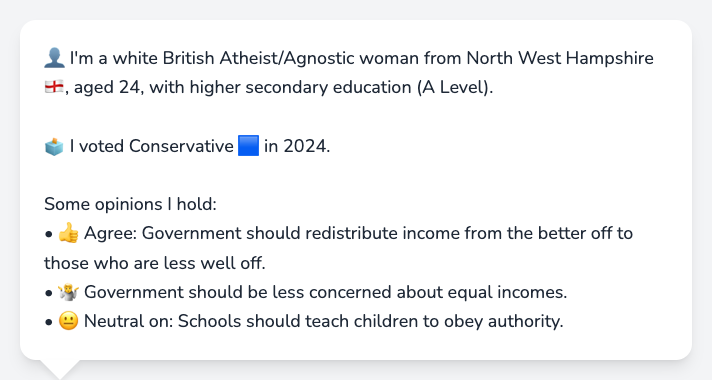 👤 I'm a white British Atheist/Agnostic woman from North West Hampshire
🏴󠁧󠁢󠁥󠁮󠁧󠁿, aged 24, with higher secondary education (A Level).
🗳️ I voted Conservative 🟦 in 2024.
Some opinions I hold:
• 👍 Agree: Government should redistribute income from the better off to
those who are less well off.
• 🤷 Government should be less concerned about equal incomes.
• 😐 Neutral on: Schools should teach children to obey authority.